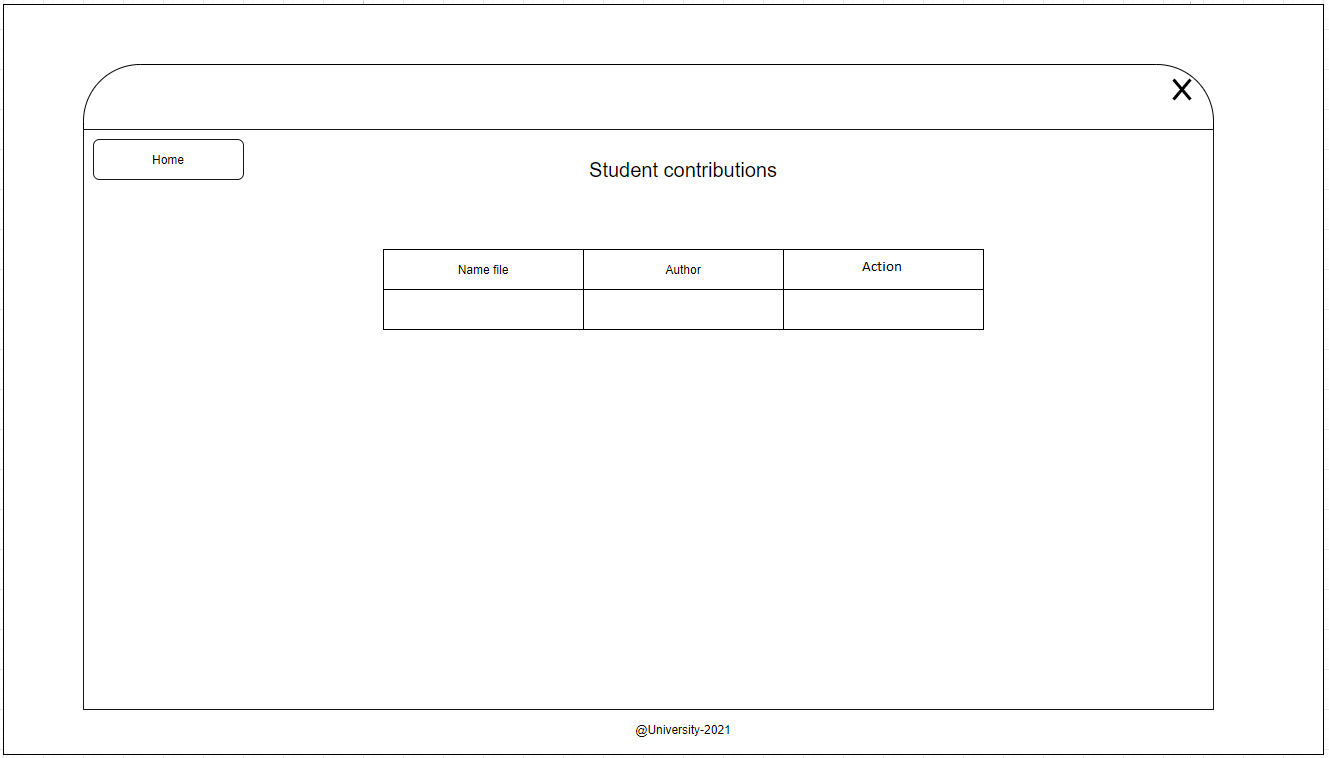 Home
Student contributions
Name file
Author
Action
@University-2021